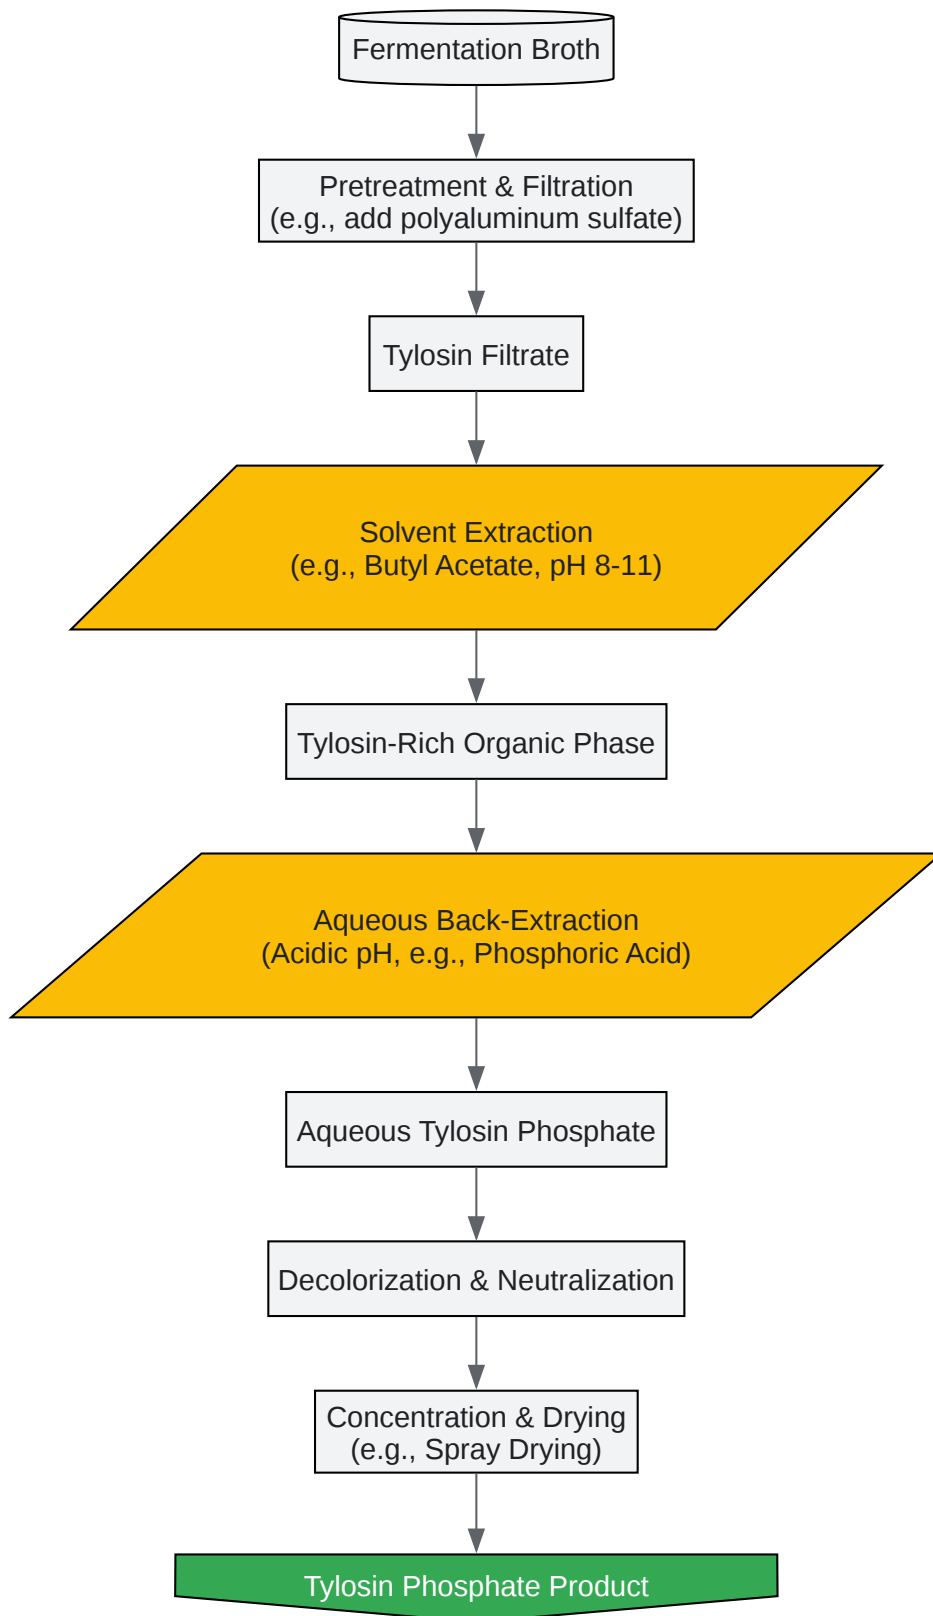 Fermentation Broth
Pretreatment & Filtration
(e.g., add polyaluminum sulfate)
Tylosin Filtrate
Solvent Extraction
(e.g., Butyl Acetate, pH 8-11)
Tylosin-Rich Organic Phase
Aqueous Back-Extraction
(Acidic pH, e.g., Phosphoric Acid)
Aqueous Tylosin Phosphate
Decolorization & Neutralization
Concentration & Drying
(e.g., Spray Drying)
Tylosin Phosphate Product